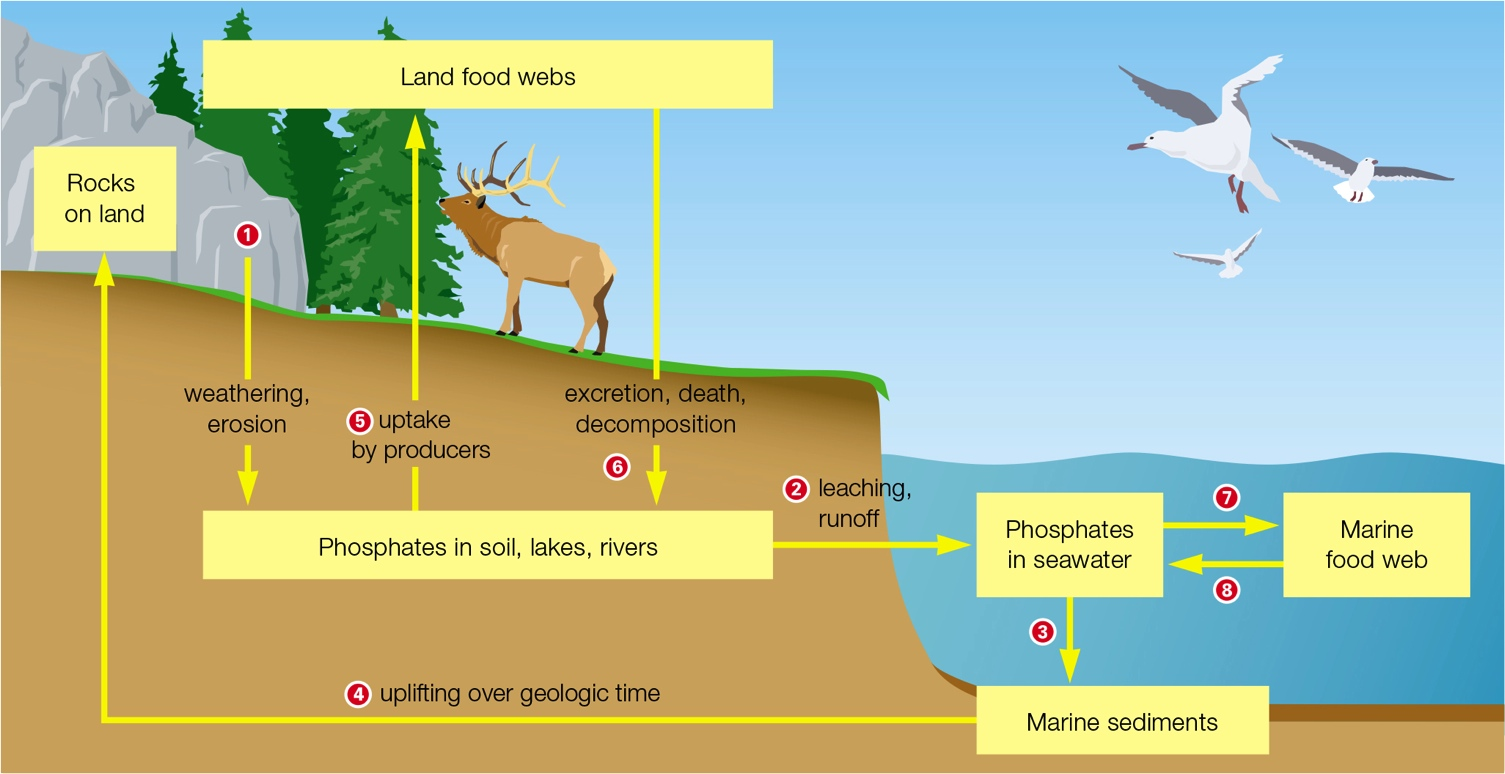 Land food webs
Rocks
on land
1
weathering,
erosion
5 uptake
by producers
excretion, death,
decomposition
6
2 leaching,
runoff
Phosphates in soil, lakes, rivers
Phosphates
in seawater
7
8
Marine
food web
3
4 uplifting over geologic time
Marine sediments